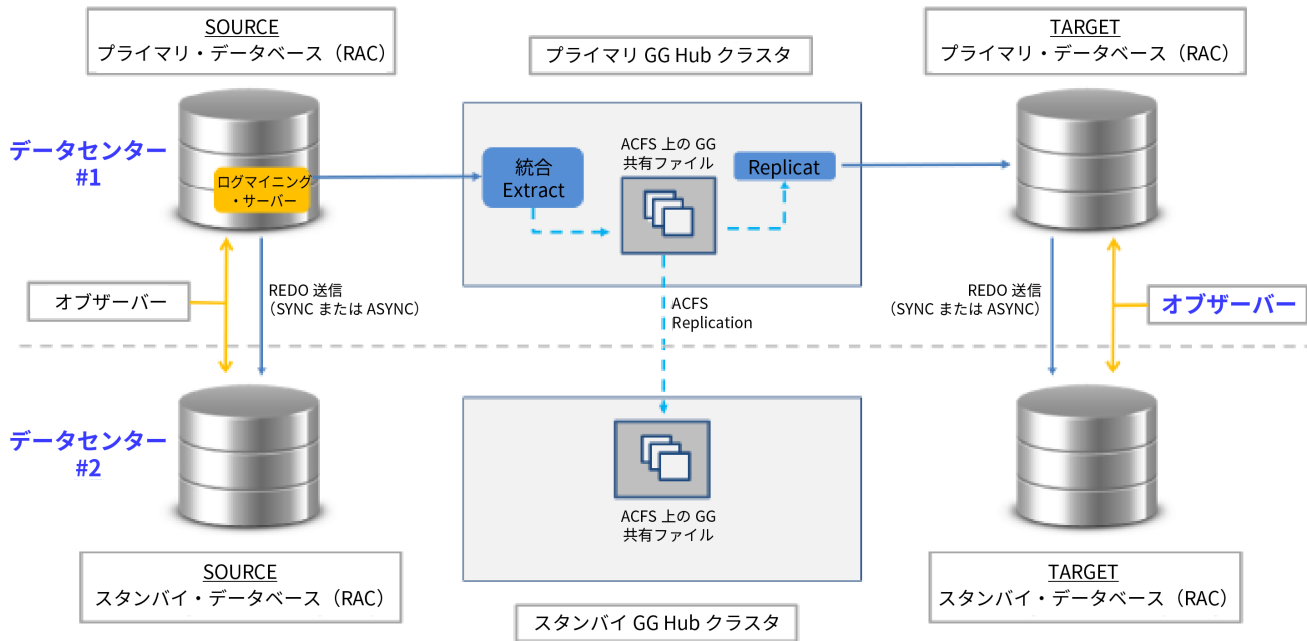 SOURCE
プライマリ・データベース（RAC）
プライマリ GG Hub クラスタ
TARGET
プライマリ・データベース（RAC）
データセンター
#1
ログマイニング
・サーバー
統合
Extract
ACFS 上の GG
共有ファイル
Replicat
オブザーバー
REDO 送信
（SYNC または ASYNC）
ACFS
Replication
REDO 送信
（SYNC または ASYNC）
オブザーバー
データセンター
#2
ACFS 上の GG
共有ファイル
SOURCE
スタンバイ・データベース（RAC）
スタンバイ GG Hub クラスタ
TARGET
スタンバイ・データベース（RAC）